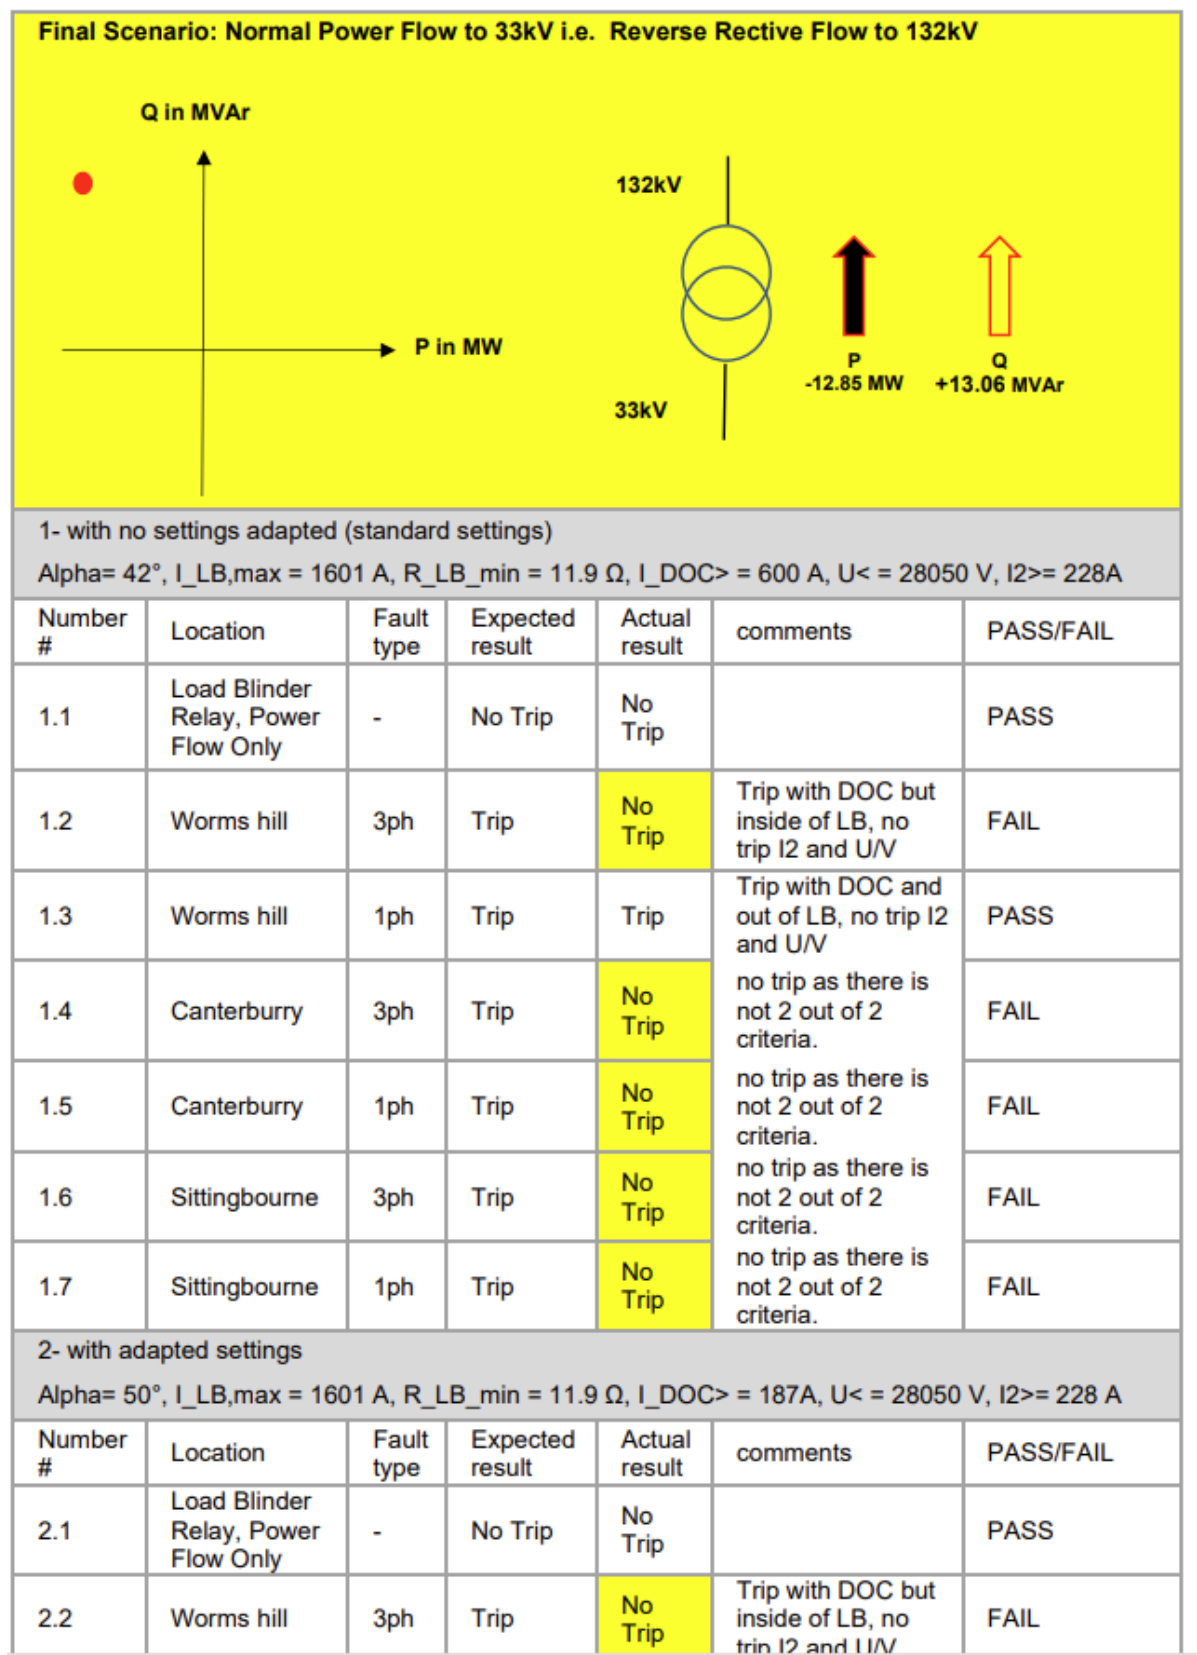 Final Scenario: Normal Power Flow to 33kV i.e. Reverse Rective Flow to 132kV
Q in MVAr
132kV
P in MW
P
-12.85 MW
Q
+13.06 MVAr
33kV
1- with no settings adapted (standard settings)
Alpha= 42°, I_LB,max = 1601 A, R_LB_min = 11.9 Ω, I_DOC> = 600 A, U< = 28050 V, I2>= 228A
Number
#
Location
Fault
type
Expected
result
Actual
result
comments
PASS/FAIL
1.1
Load Blinder
Relay, Power
Flow Only
-
No Trip
No
Trip
PASS
1.2
Worms hill
3ph
Trip
No
Trip
Trip with DOC but
inside of LB, no
trip I2 and U/V
FAIL
1.3
Worms hill
1ph
Trip
Trip
Trip with DOC and
out of LB, no trip I2
and U/V
PASS
1.4
Canterburry
3ph
Trip
No
Trip
no trip as there is
not 2 out of 2
criteria.
FAIL
1.5
Canterburry
1ph
Trip
No
Trip
no trip as there is
not 2 out of 2
criteria.
FAIL
1.6
Sittingbourne
3ph
Trip
No
Trip
no trip as there is
not 2 out of 2
criteria.
FAIL
1.7
Sittingbourne
1ph
Trip
No
Trip
no trip as there is
not 2 out of 2
criteria.
FAIL
2- with adapted settings
Alpha= 50°, I_LB,max = 1601 A, R_LB_min = 11.9 Ω, I_DOC> = 187A, U< = 28050 V, I2>= 228 A
Number
#
Location
Fault
type
Expected
result
Actual
result
comments
PASS/FAIL
2.1
Load Blinder
Relay, Power
Flow Only
-
No Trip
No
Trip
PASS
2.2
Worms hill
3ph
Trip
No
Trip
Trip with DOC but
inside of LB, no
trip I2 and U/V
FAIL